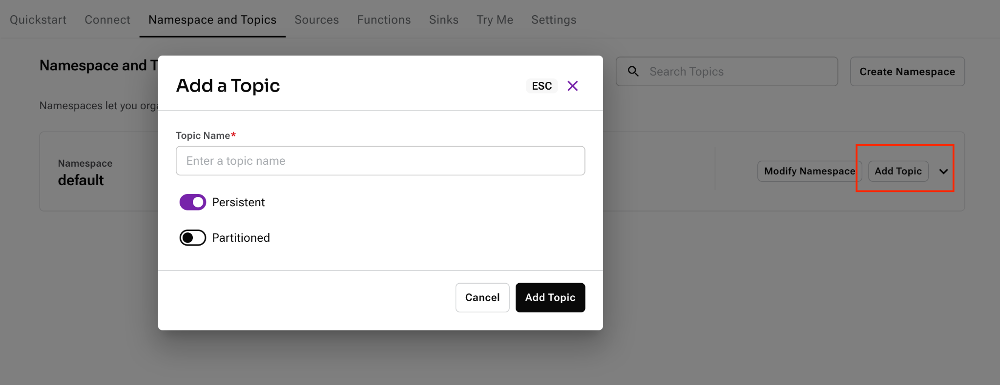 Quickstart Connect Namespace and Topics Sources Functions Sinks Try Me Settings
Namespace and T
Search Topics
Create Namespace
Namespaces let you orga
Add a Topic
ESC
Topic Name*
Enter a topic name
Persistent
Partitioned
Cancel
Add Topic
Namespace
default
Modify Namespace
Add Topic